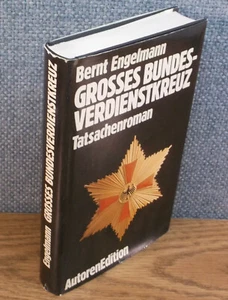 Bernt Engelmann
GROSSES BUNDES-
VERDIENSTKREUZ
Tatsachenroman
AutorenEdition
Engelmann GROSSES BUNDESVERDIENSTKREUZ